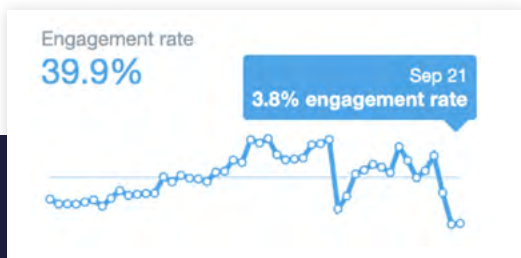 Engagement rate
39.9%
Sep 21
3.8% engagement rate